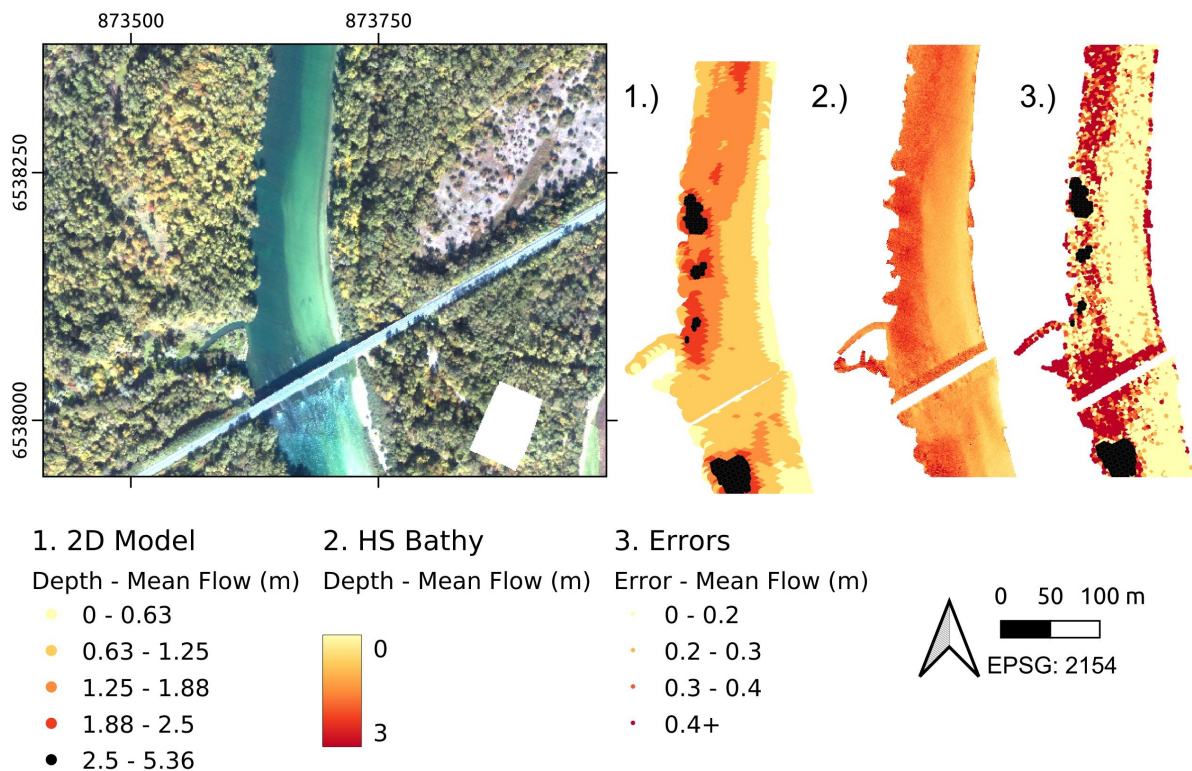 873500 873750
1.) 2.) 3.)
6538250
6538000
1. 2D Model
Depth - Mean Flow (m)
0 - 0.63
0.63 - 1.25
1.25 - 1.88
1.88 - 2.5
2.5 - 5.36
2. HS Bathy
Depth - Mean Flow (m)
0
3
3. Errors
Error - Mean Flow (m)
0 - 0.2
0.2 - 0.3
0.3 - 0.4
0.4+
0 50 100 m
EPSG: 2154